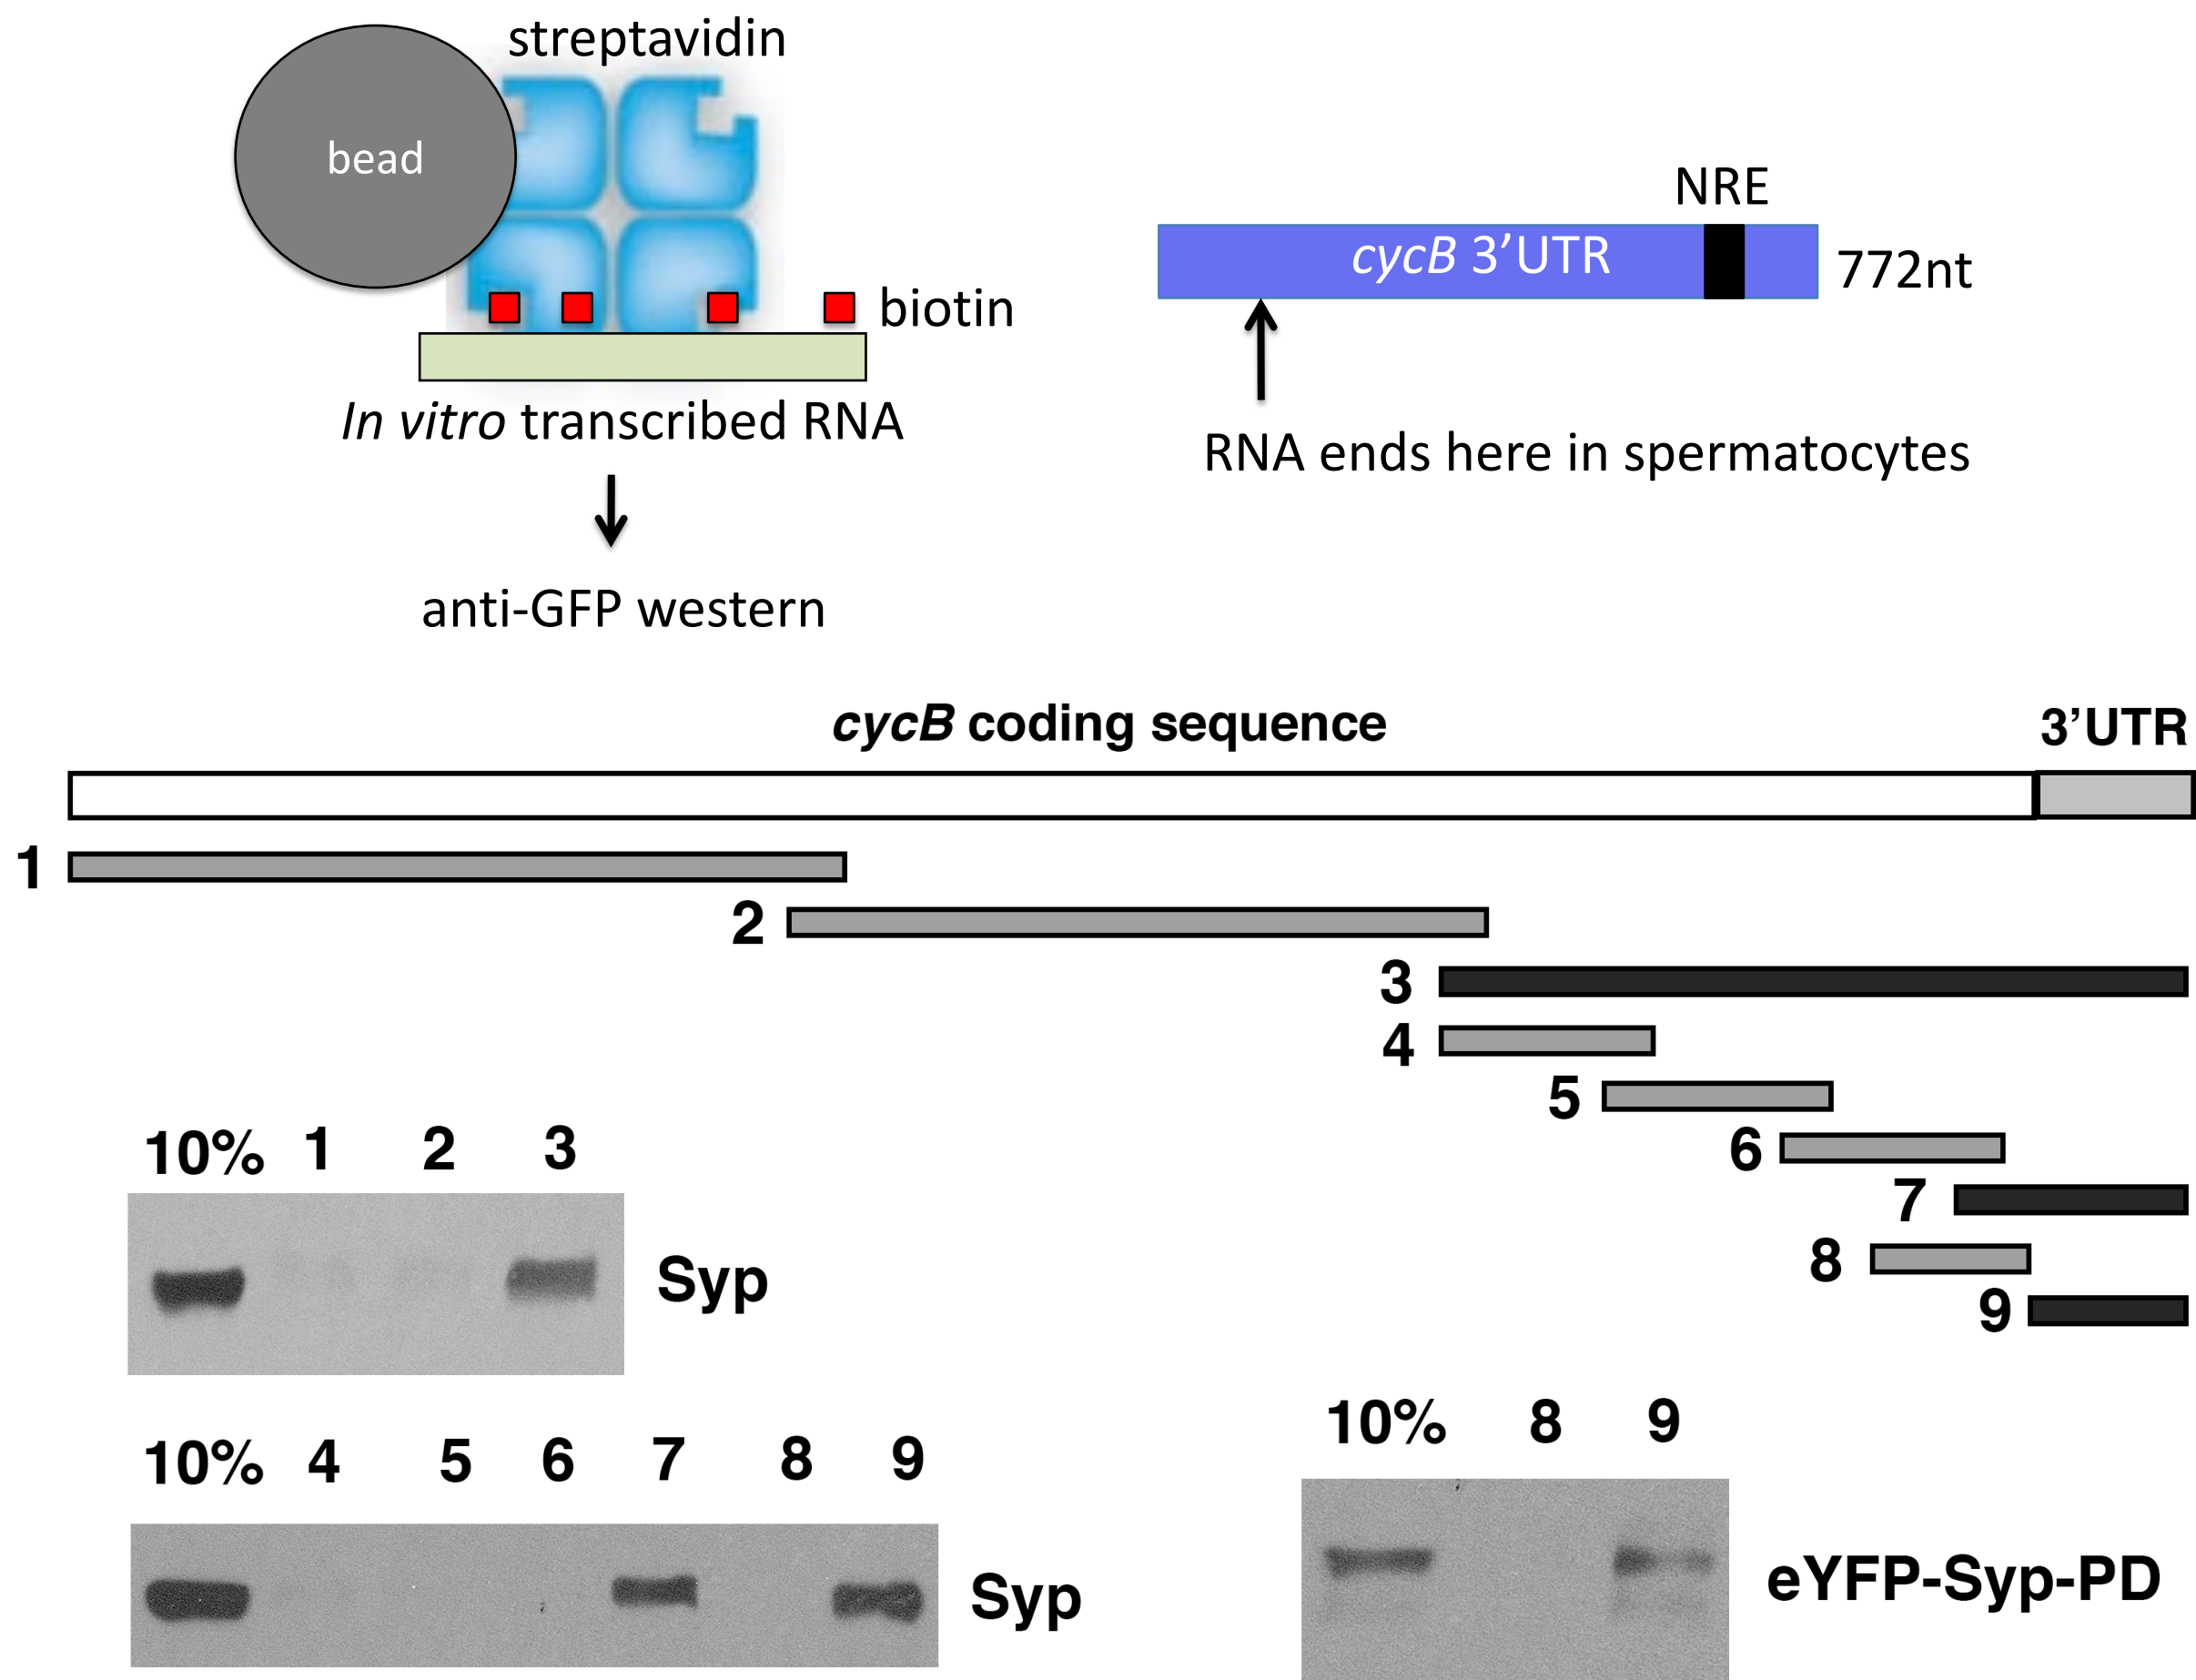 streptavidin
bead
biotin
In vitro transcribed RNA
anti-GFP western
NRE
cycB 3’UTR
772nt
RNA ends here in spermatocytes
cycB coding sequence
3’UTR
1
2
3
4
5
6
7
8
9
10% 1 2 3
Syp
10% 4 5 6 7 8 9
Syp
10% 8 9
eYFP-Syp-PD